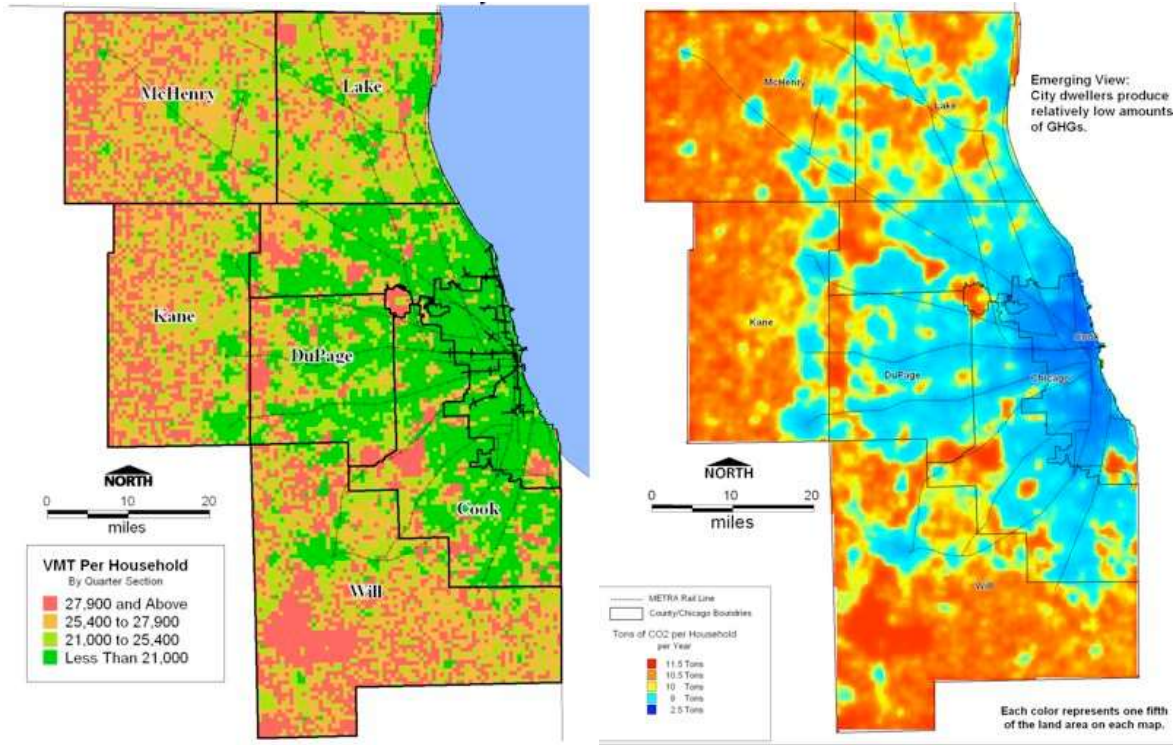 McHenry
Lake
Kane
DuPage
Cook
Will
NORTH
0 10 20
miles
VMT Per Household
By Quarter Section
27,900 and Above
25,400 to 27,900
21,000 to 25,400
Less Than 21,000
Emerging View:
City dwellers produce
relatively low amounts
of GHGs.
McHenry
Lake
Kane
DuPage
Chicago
Cook
Will
NORTH
0 10 20
miles
METRA Rail Line
County/Chicago Boundries
Tons of CO2 per Household
per Year
11.5 Tons
10.5 Tons
10 Tons
9 Tons
2.5 Tons
Each color represents one fifth
of the land area on each map.